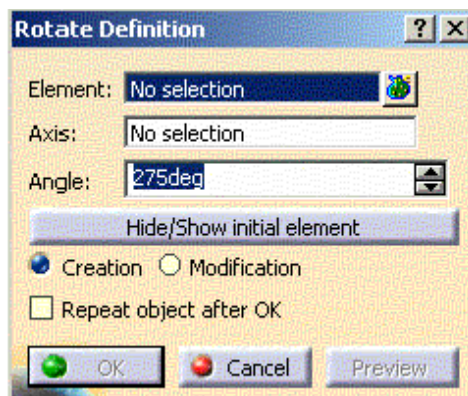 Rotate Definition ? X
Element: No selection
Axis: No selection
Angle: 275deg
Hide/Show initial element
Creation Modification
Repeat object after OK
OK Cancel Preview